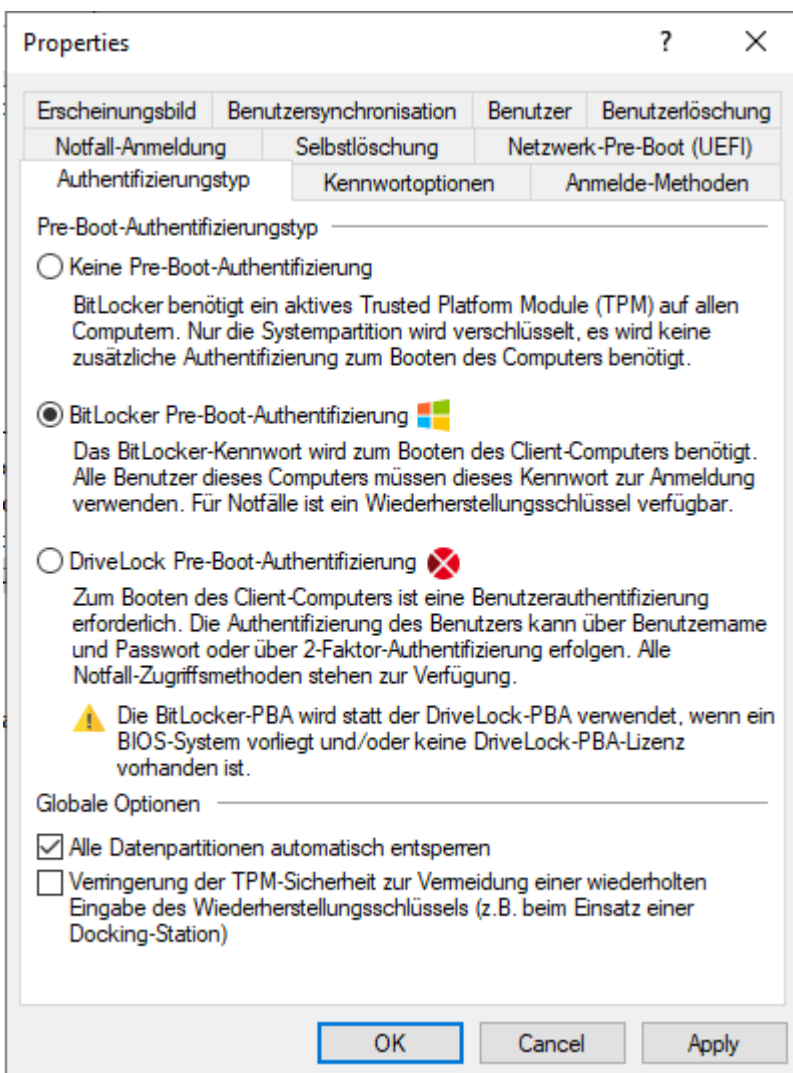 Properties
?
Erscheinungsbild
Benutzersynchronisation
Benutzer
Benutzerlöschung
Notfall-Anmeldung
Selbstlöschung
Netzwerk-Pre-Boot (UEFI)
Authentifizierungstyp
Kennwortoptionen
Anmelde-Methoden
Pre-Boot-Authentifizierungstyp
Keine Pre-Boot-Authentifizierung
BitLocker benötigt ein aktives Trusted Platform Module (TPM) auf allen
Computern. Nur die Systempartition wird verschlüsselt, es wird keine
zusätzliche Authentifizierung zum Booten des Computers benötigt.
BitLocker Pre-Boot-Authentifizierung
Das BitLocker-Kennwort wird zum Booten des Client-Computers benötigt.
Alle Benutzer dieses Computers müssen dieses Kennwort zur Anmeldung
verwenden. Für Notfälle ist ein Wiederherstellungsschlüssel verfügbar.
DriveLock Pre-Boot-Authentifizierung
Zum Booten des Client-Computers ist eine Benutzerauthentifizierung
erforderlich. Die Authentifizierung des Benutzers kann über Benutzername
und Passwort oder über 2-Faktor-Authentifizierung erfolgen. Alle
Notfall-Zugriffsmethoden stehen zur Verfügung.
Die BitLocker-PBA wird statt der DriveLock-PBA verwendet, wenn ein
BIOS-System vorliegt und/oder keine DriveLock-PBA-Lizenz
vorhanden ist.
Globale Optionen
Alle Datenpartitionen automatisch entsperren
Verringerung der TPM-Sicherheit zur Vermeidung einer wiederholten
Eingabe des Wiederherstellungsschlüssels (z.B. beim Einsatz einer
Docking-Station)
OK
Cancel
Apply